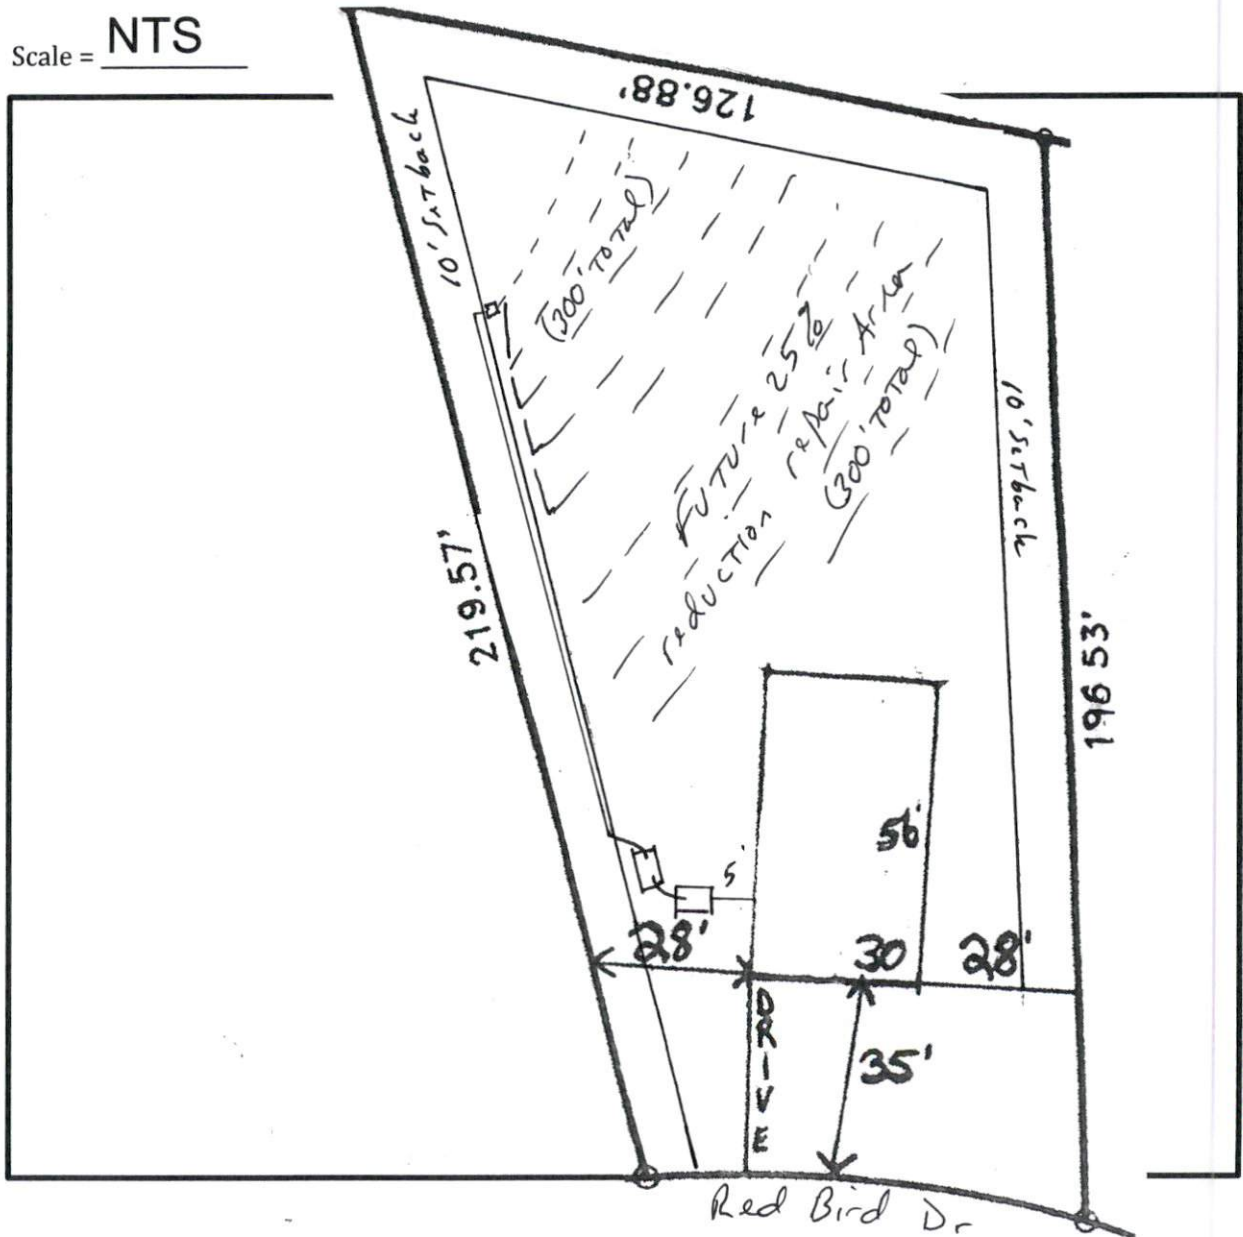 Scale = NTS
126.88'
10' Setback
(300' TOTAL)
FUTURE 25%
reduction repair Area
(300' TOTAL)
10' Setback
219.57'
196 53'
56'
5'
28'
30
28'
DRIVE
35'
Red Bird Dr